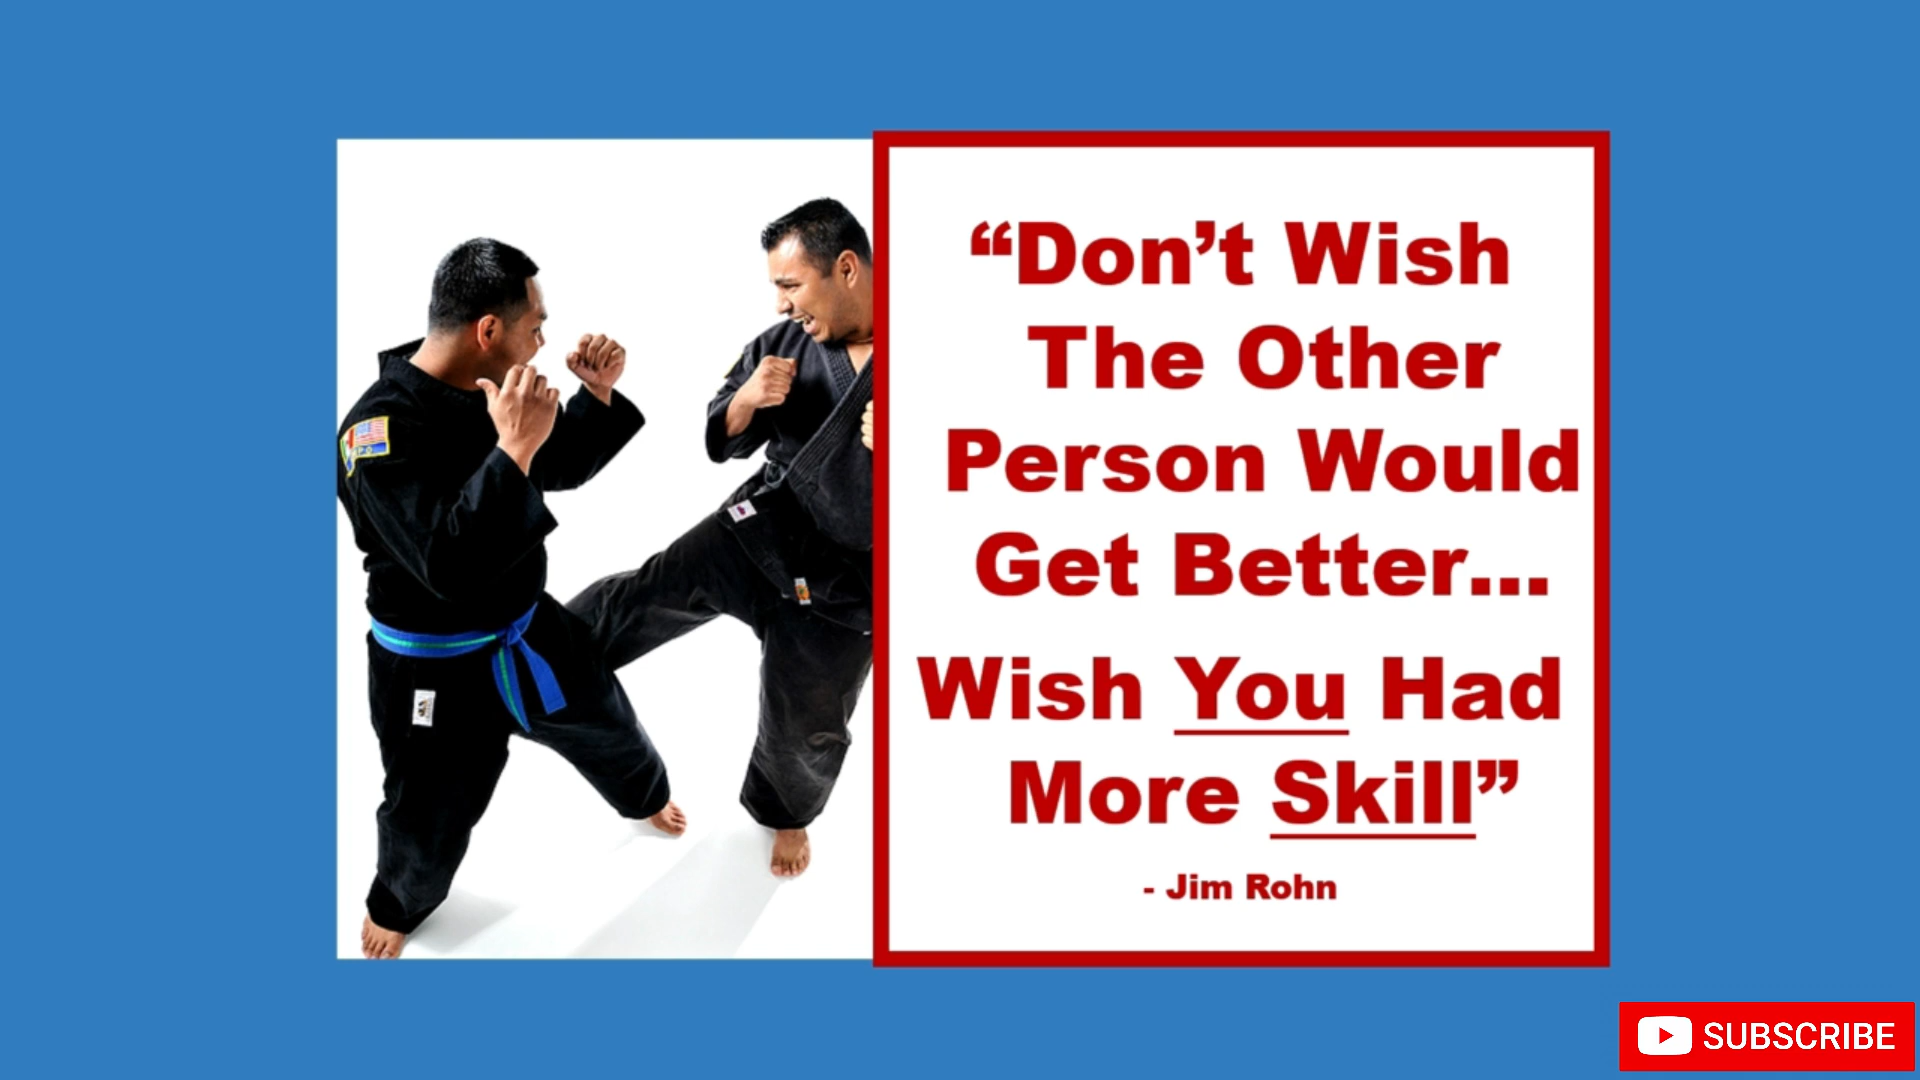 “Don’t Wish
The Other
Person Would
Get Better...
Wish You Had
More Skill”
- Jim Rohn
SUBSCRIBE